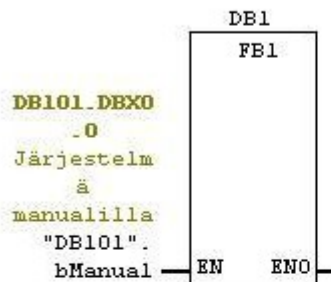 DB1
FB1
DB101.DBX0
.0
Järjestelm
ä
manualilla
"DB101".
bManual
EN
ENO